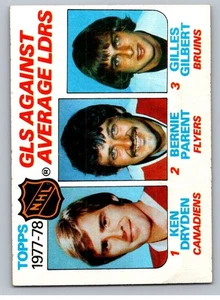 TOPPS
1977-78
GLS AGAINST
AVERAGE LDRS
®
NHL
1
KEN
DRYDEN
CANADIENS
2
BERNIE
PARENT
FLYERS
3
GILLES
GILBERT
BRUINS